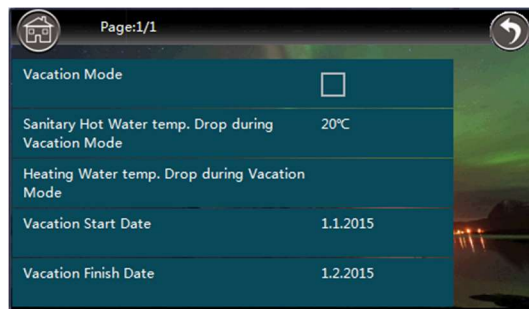 Page:1/1
Vacation Mode
Sanitary Hot Water temp. Drop during
Vacation Mode
20℃
Heating Water temp. Drop during Vacation
Mode
Vacation Start Date
1.1.2015
Vacation Finish Date
1.2.2015